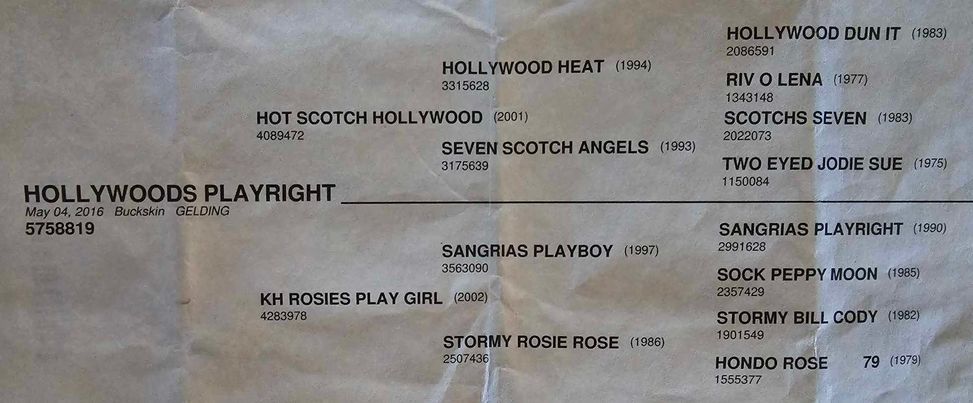 HOLLYWOOD DUN IT (1983)
2086591
HOLLYWOOD HEAT (1994)
3315628
RIV O LENA (1977)
1343148
HOT SCOTCH HOLLYWOOD (2001)
4089472
SCOTCHS SEVEN (1983)
2022073
SEVEN SCOTCH ANGELS (1993)
3175639
TWO EYED JODIE SUE (1975)
1150084
HOLLYWOODS PLAYRIGHT
May 04, 2016 Buckskin GELDING
5758819
SANGRIAS PLAYRIGHT (1990)
2991628
SANGRIAS PLAYBOY (1997)
3563090
SOCK PEPPY MOON (1985)
2357429
KH ROSIES PLAY GIRL (2002)
4283978
STORMY BILL CODY (1982)
1901549
STORMY ROSIE ROSE (1986)
2507436
HONDO ROSE 79 (1979)
1555377